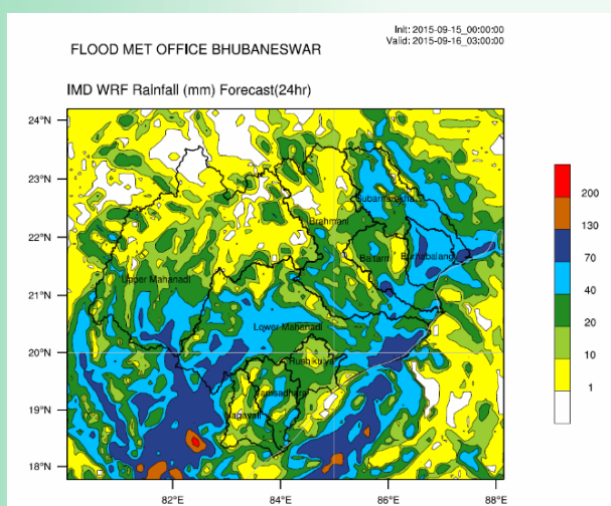 Init: 2015-09-15_00:00:00
FLOOD MET OFFICE BHUBANESWAR
Valid: 2015-09-16_03:00:00
IMD WRF Rainfall (mm) Forecast(24hr)
24°N
23°N
22°N
21°N
20°N
19°N
18°N
Subarnarekha
Brahmani
Baitarni
Burhabalang
Upper Mahanadi
Lower Mahanadi
Rushikulya
Vamsadhara
Nagavali
82°E
84°E
86°E
88°E
200
130
70
40
20
10
1